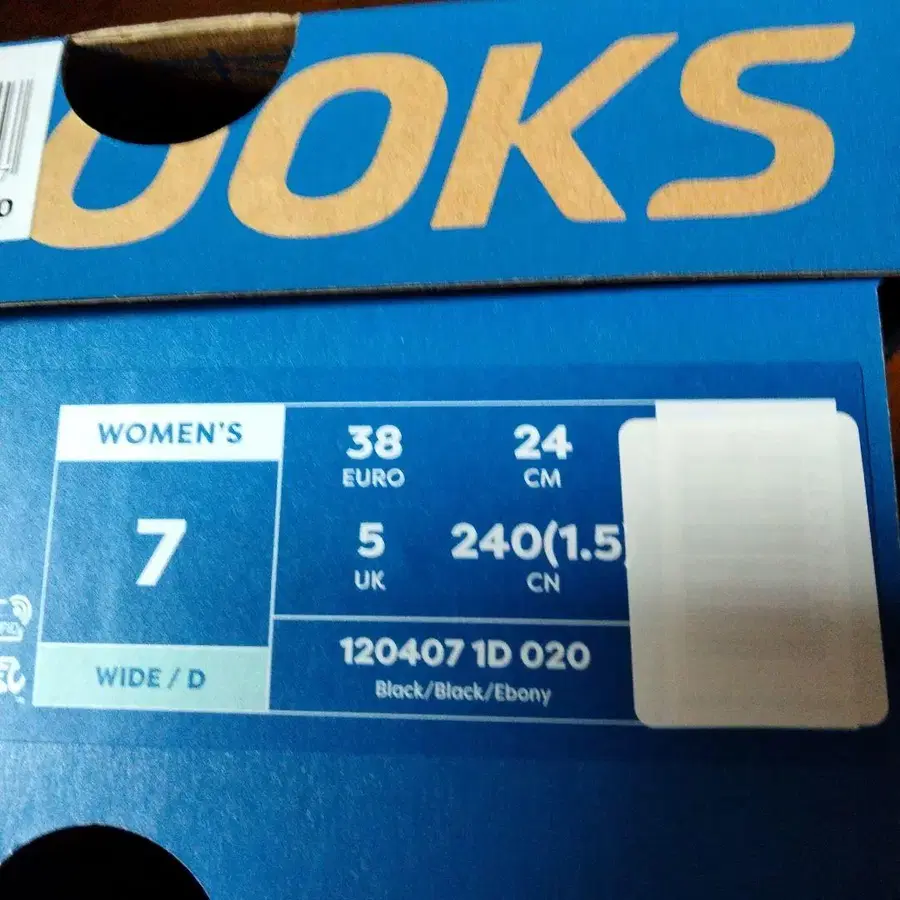 OOKS
WOMEN'S
7
WIDE / D
38
EURO
24
CM
5
UK
240(1.5)
CN
120407 1D 020
Black/Black/Ebony